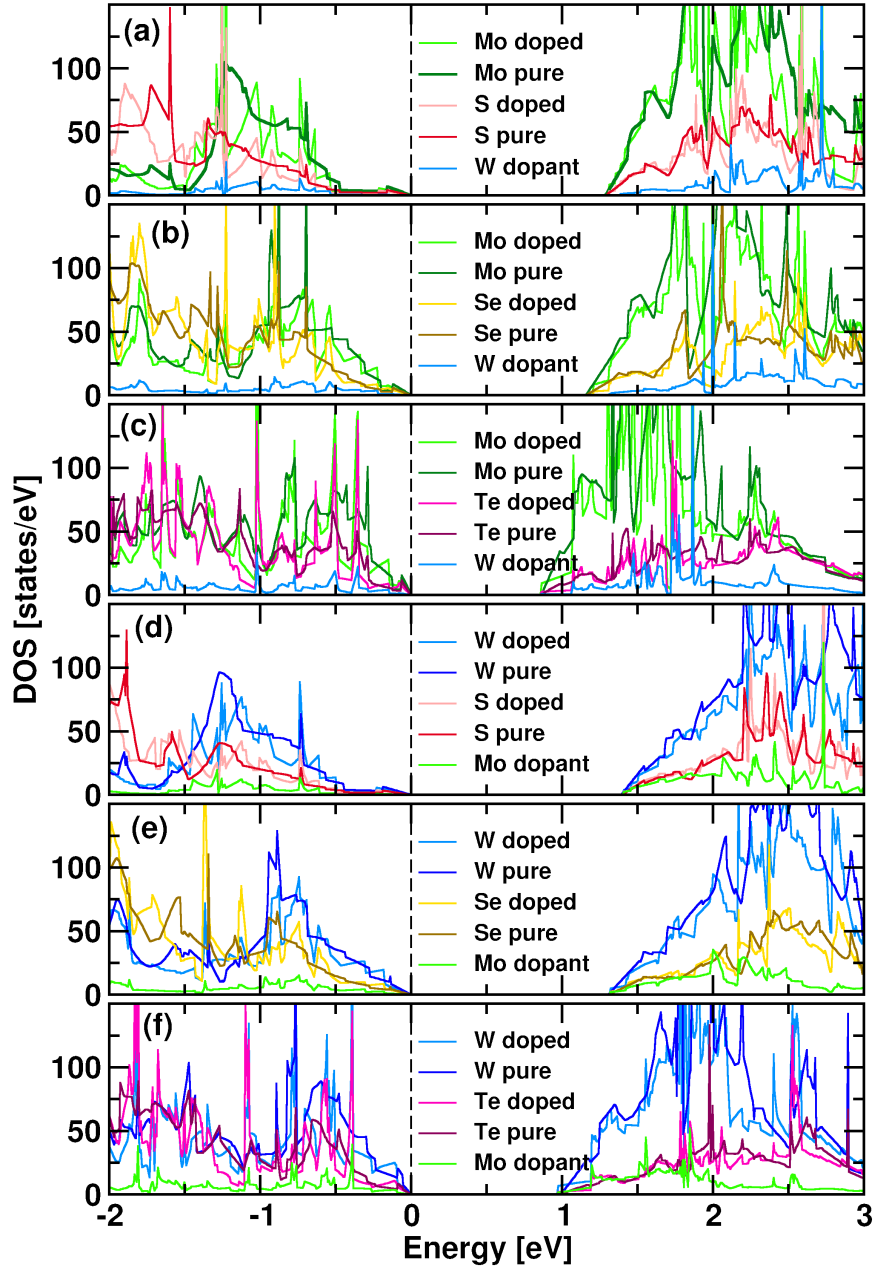 (a)
Mo doped
Mo pure
S doped
S pure
W dopant
100
50
0
(b)
Mo doped
Mo pure
Se doped
Se pure
W dopant
100
50
0
(c)
Mo doped
Mo pure
Te doped
Te pure
W dopant
100
50
0
DOS [states/eV]
(d)
W doped
W pure
S doped
S pure
Mo dopant
100
50
0
(e)
W doped
W pure
Se doped
Se pure
Mo dopant
100
50
0
(f)
W doped
W pure
Te doped
Te pure
Mo dopant
100
50
0
-2 -1 0 1 2 3
Energy [eV]